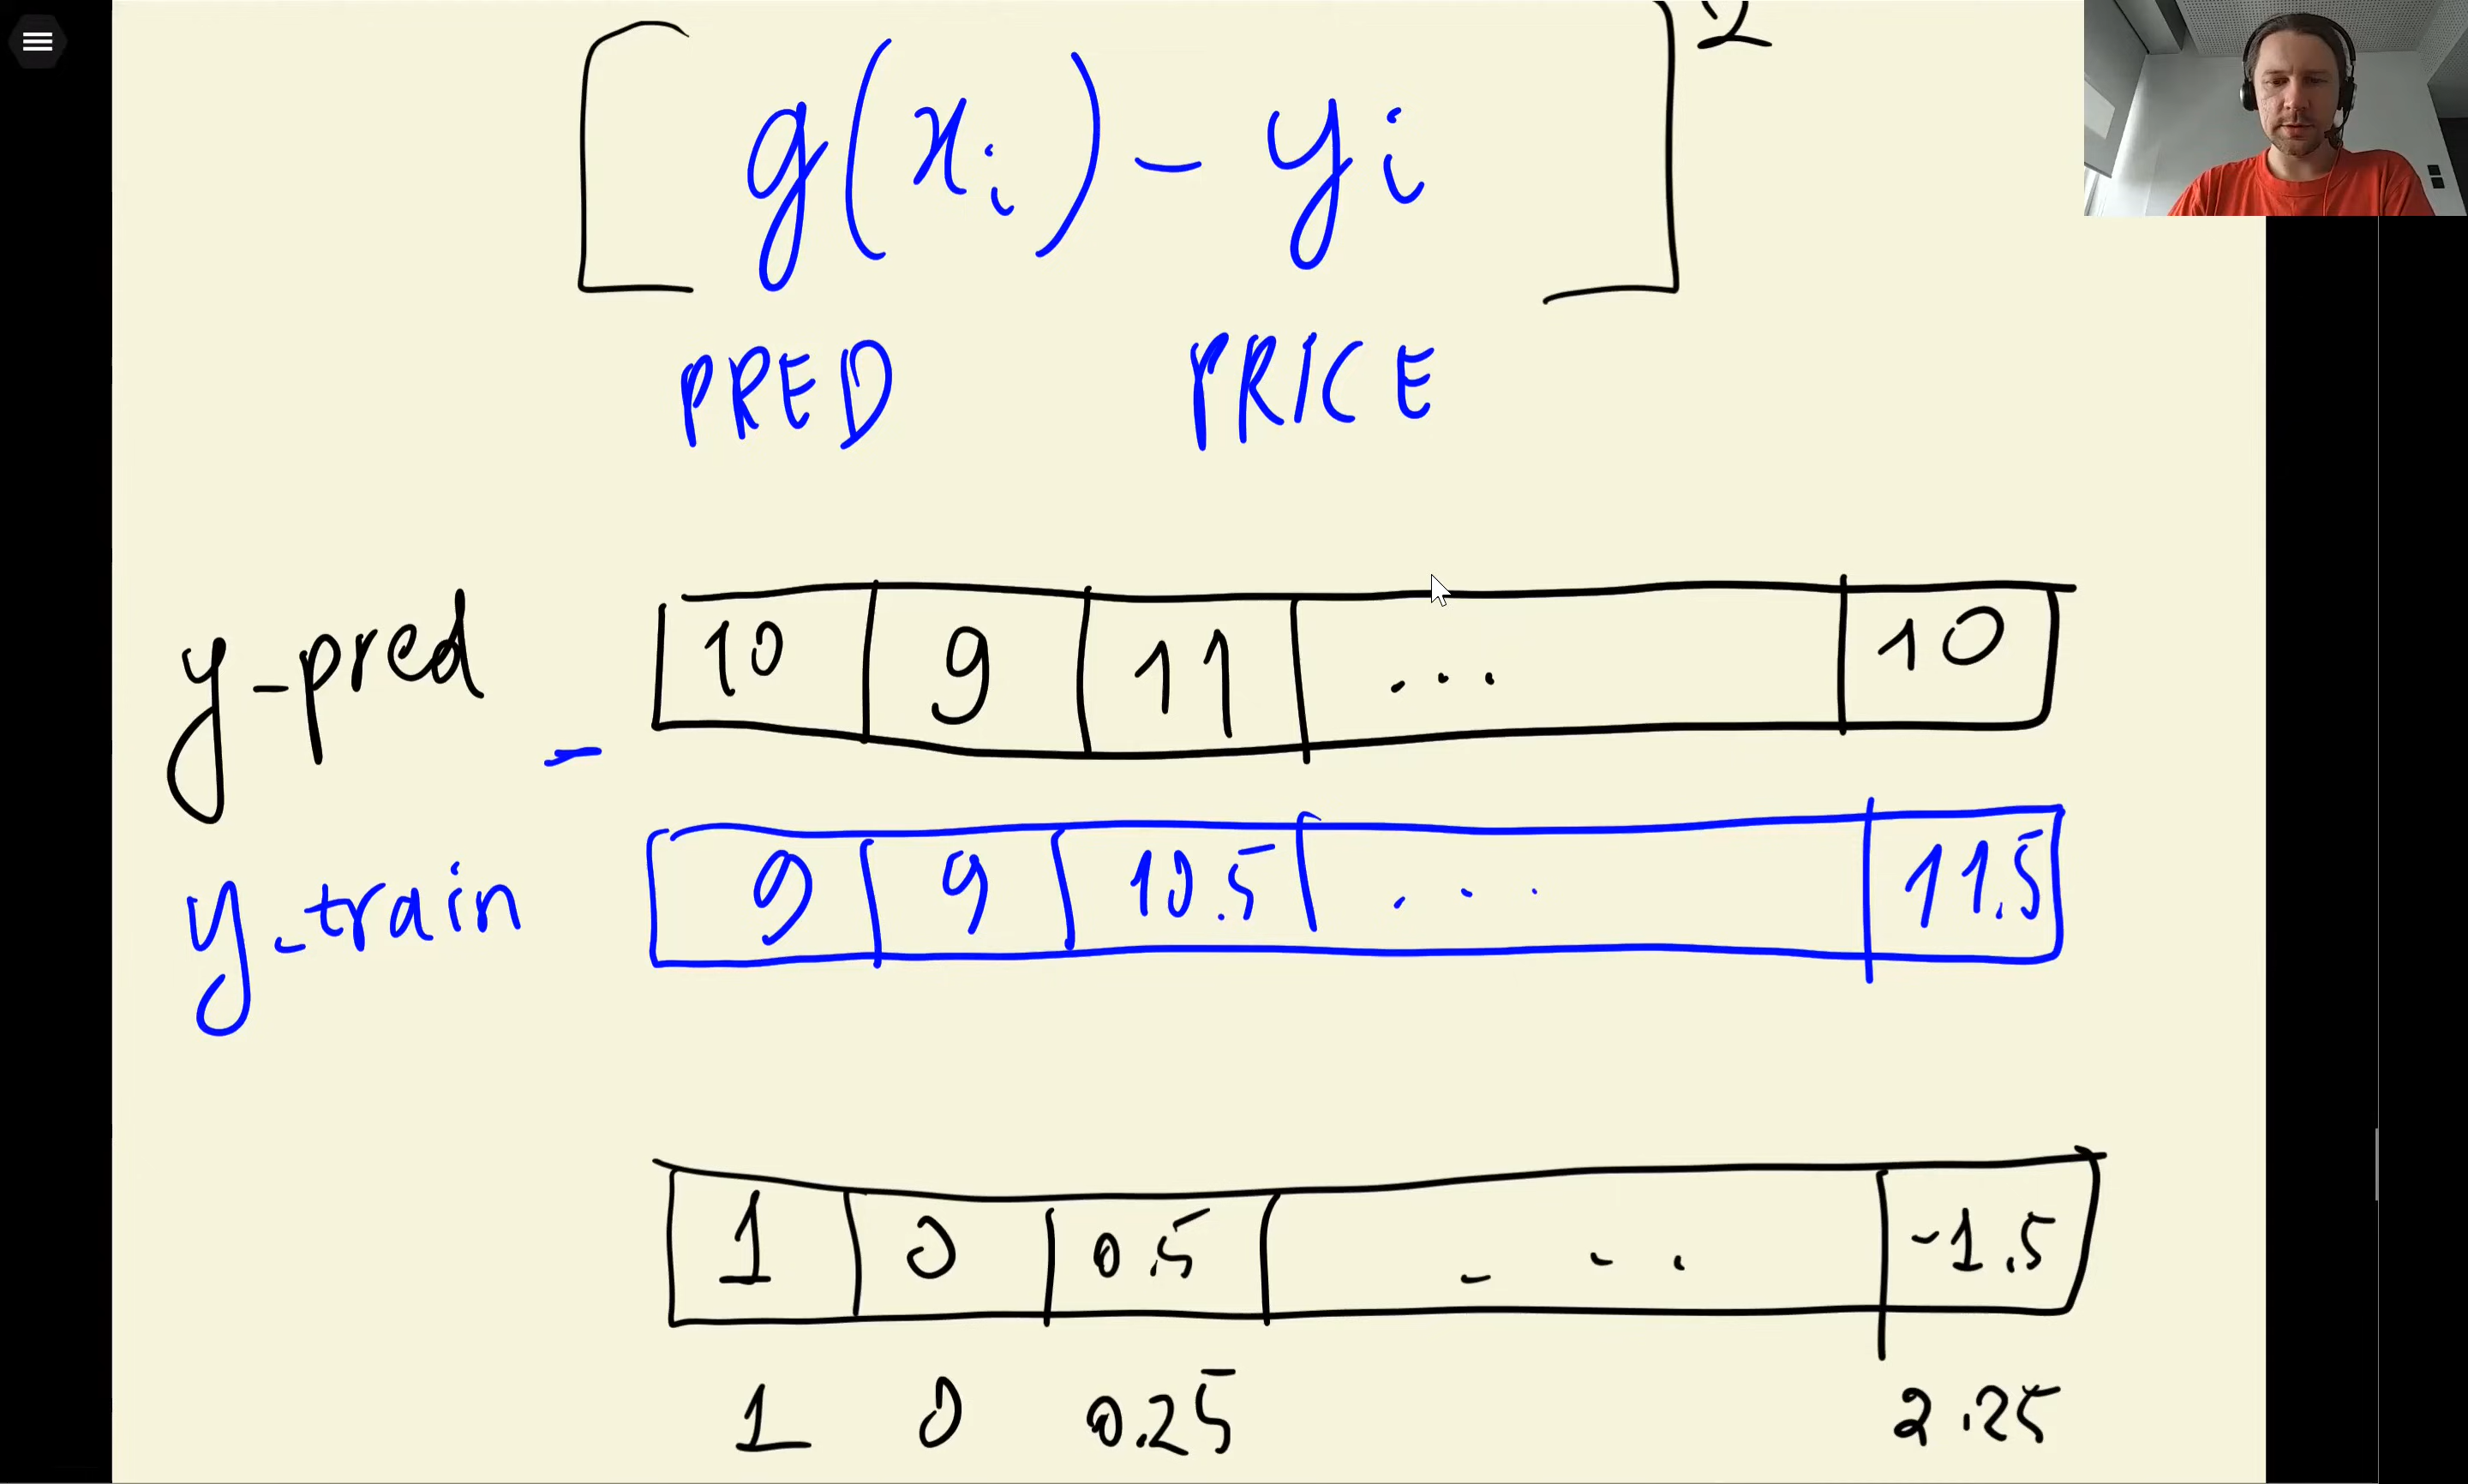 [ g(xi) - yi ]²
PRED PRICE
y-pred 10 9 11 ... 10
-
y-train 9 9 10.5 ... 11.5
1 0 0.5 ... -1.5
1 0 0.25 2.25